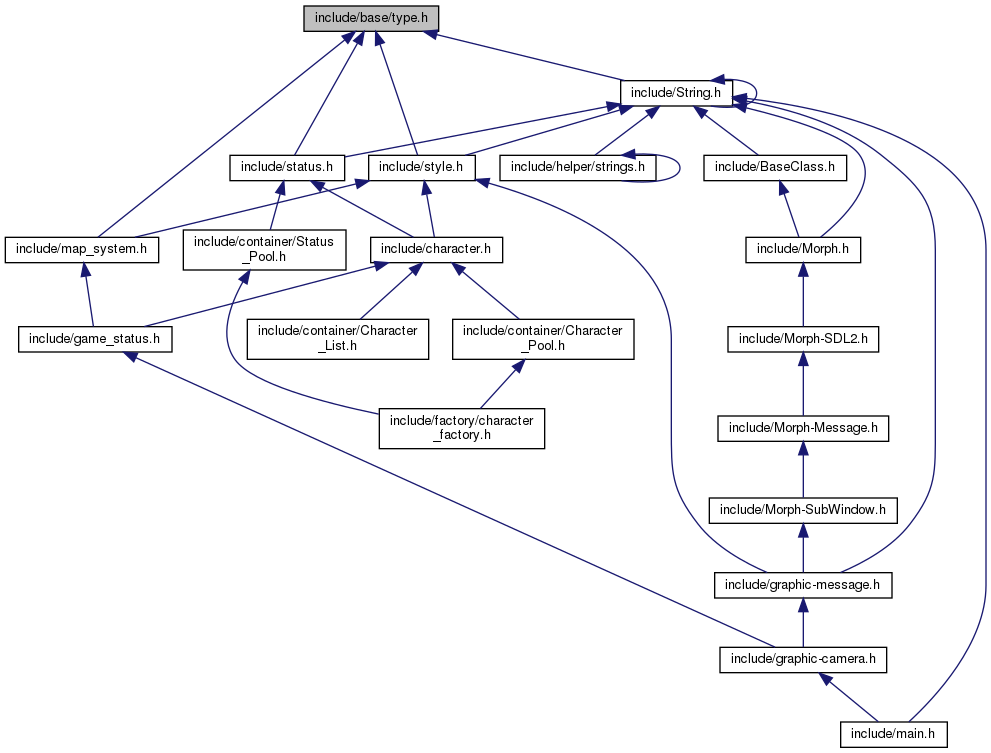 include/base/type.h
include/String.h
include/status.h
include/style.h
include/helper/strings.h
include/BaseClass.h
include/map_system.h
include/container/Status
_Pool.h
include/character.h
include/Morph.h
include/game_status.h
include/container/Character
_List.h
include/container/Character
_Pool.h
include/Morph-SDL2.h
include/factory/character
_factory.h
include/Morph-Message.h
include/Morph-SubWindow.h
include/graphic-message.h
include/graphic-camera.h
include/main.h